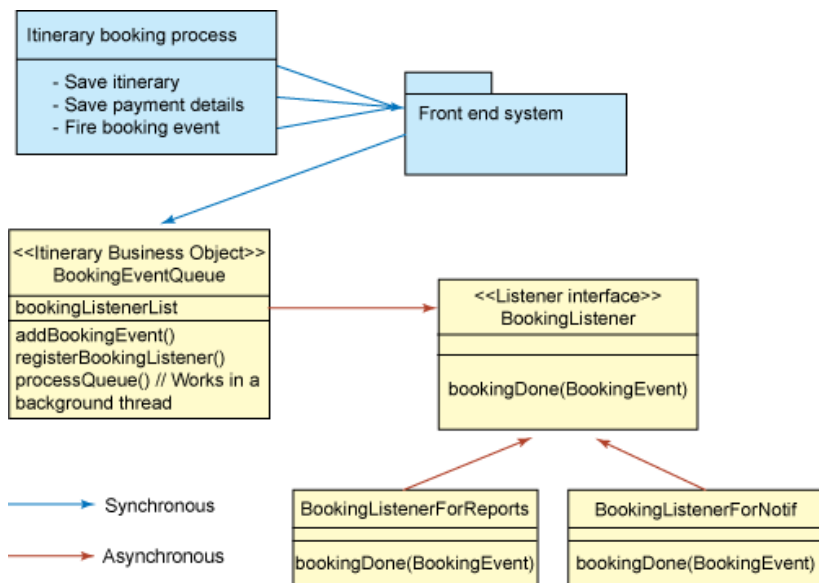 Itinerary booking process
- Save itinerary
- Save payment details
- Fire booking event
Front end system
<<Itinerary Business Object>>
BookingEventQueue
bookingListenerList
addBookingEvent()
registerBookingListener()
processQueue() // Works in a
background thread
<<Listener interface>>
BookingListener
bookingDone(BookingEvent)
Synchronous
Asynchronous
BookingListenerForReports
bookingDone(BookingEvent)
BookingListenerForNotif
bookingDone(BookingEvent)